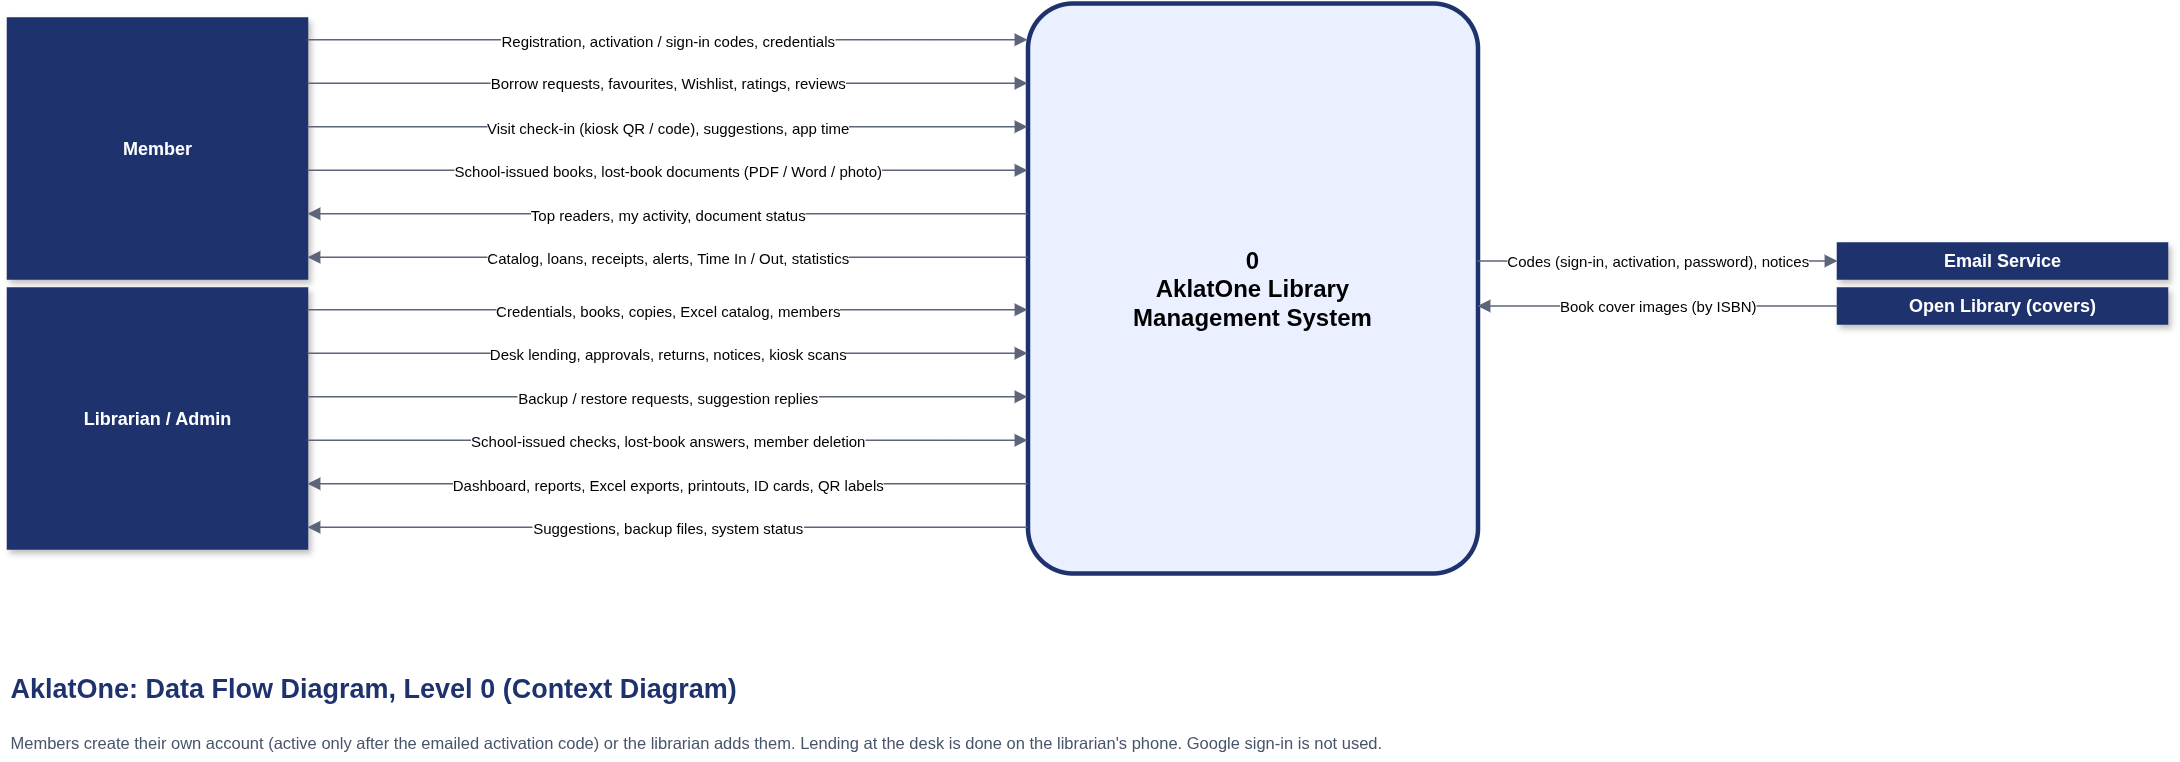 Member
Registration, activation / sign-in codes, credentials
Borrow requests, favourites, Wishlist, ratings, reviews
Visit check-in (kiosk QR / code), suggestions, app time
School-issued books, lost-book documents (PDF / Word / photo)
Top readers, my activity, document status
Catalog, loans, receipts, alerts, Time In / Out, statistics
Librarian / Admin
Credentials, books, copies, Excel catalog, members
Desk lending, approvals, returns, notices, kiosk scans
Backup / restore requests, suggestion replies
School-issued checks, lost-book answers, member deletion
Dashboard, reports, Excel exports, printouts, ID cards, QR labels
Suggestions, backup files, system status
0
AklatOne Library
Management System
Codes (sign-in, activation, password), notices
Email Service
Book cover images (by ISBN)
Open Library (covers)
AklatOne: Data Flow Diagram, Level 0 (Context Diagram)
Members create their own account (active only after the emailed activation code) or the librarian adds them. Lending at the desk is done on the librarian's phone. Google sign-in is not used.